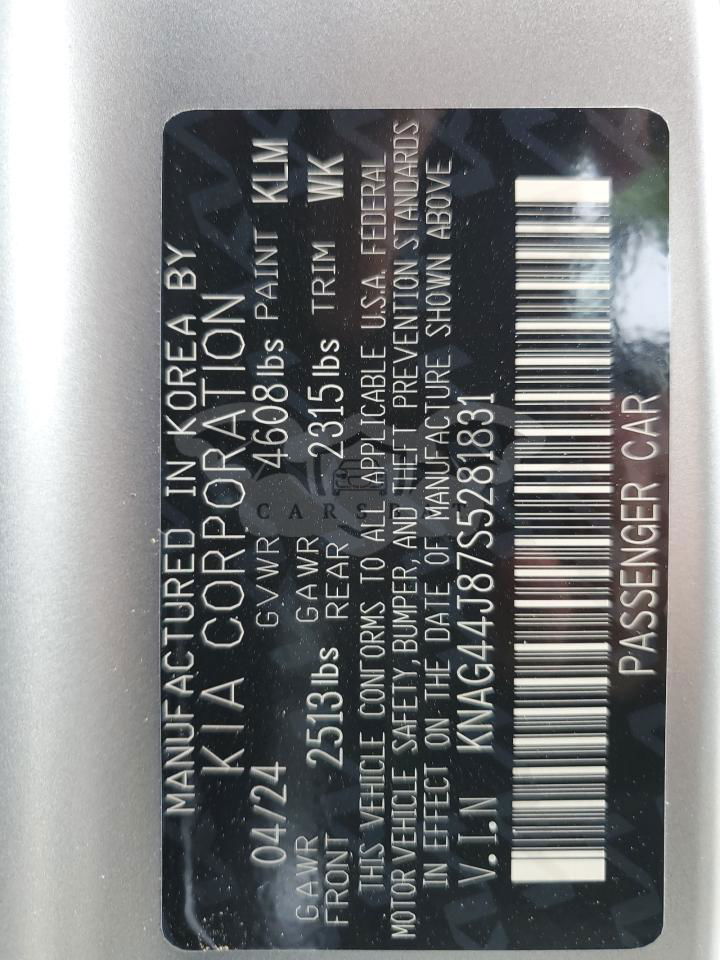 MANUFACTURED IN KOREA BY
KIA CORPORATION
04/24 GVWR 4608lbs PAINT KLM
GAWR FRONT 2513lbs GAWR REAR 2315lbs TRIM WK
THIS VEHICLE CONFORMS TO ALL APPLICABLE U.S.A. FEDERAL
MOTOR VEHICLE SAFETY, BUMPER, AND THEFT PREVENTION STANDARDS
IN EFFECT ON THE DATE OF MANUFACTURE SHOWN ABOVE
V.I.N KNAG44J87S5281831
PASSENGER CAR